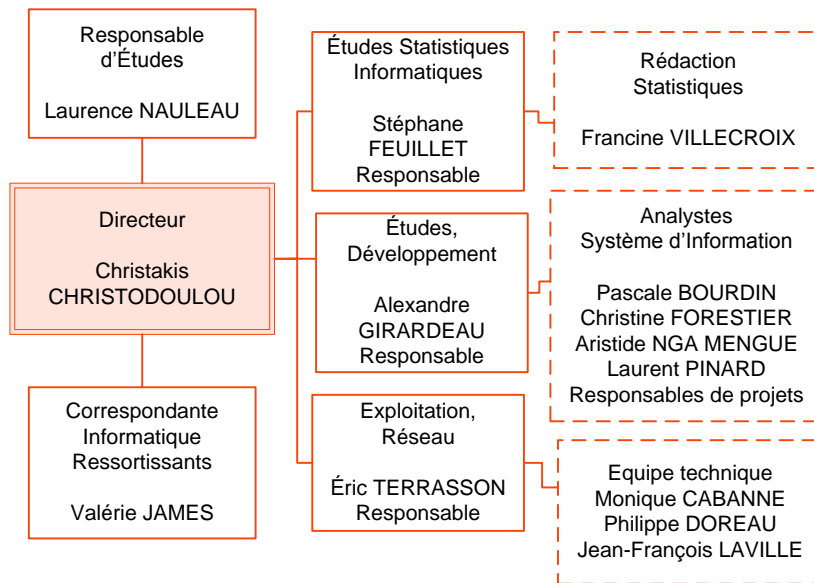 Responsable
d'Études
Laurence NAULEAU
Directeur
Christakis
CHRISTODOULOU
Correspondante
Informatique
Ressortissants
Valérie JAMES
Études Statistiques
Informatiques
Stéphane
FEUILLET
Responsable
Études,
Développement
Alexandre
GIRARDEAU
Responsable
Exploitation,
Réseau
Éric TERRASSON
Responsable
Rédaction
Statistiques
Francine VILLECROIX
Analystes
Système d'Information
Pascale BOURDIN
Christine FORESTIER
Aristide NGA MENGUE
Laurent PINARD
Responsables de projets
Equipe technique
Monique CABANNE
Philippe DOREAU
Jean-François LAVILLE